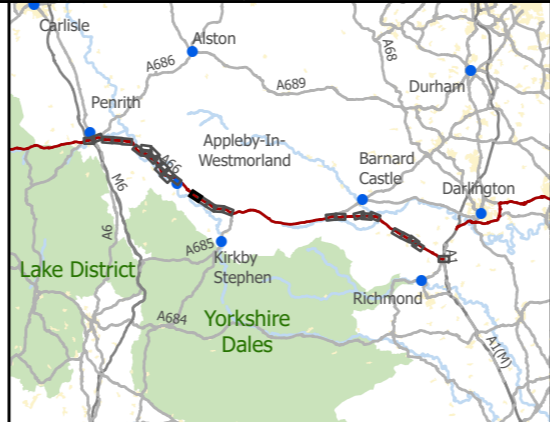 Carlisle
Alston
A68
A686
A689
Durham
Penrith
Appleby-In-
Westmorland
A66
Barnard
Castle
Darlington
M6
A6
A685
Kirkby
Stephen
A1
Lake District
Richmond
A684
Yorkshire
Dales
A1(M)